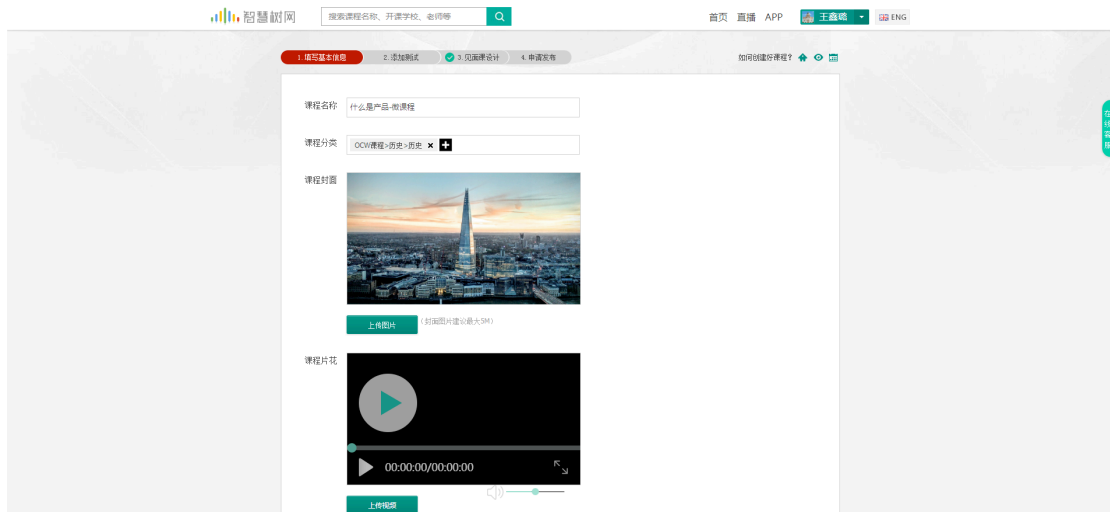 智慧树网
搜索课程名称、开课学校、老师等
首页 直播 APP 王鑫璐 ENG
1.填写基本信息 2.添加测试 3.见面课设计 4.申请发布
如何创建好课程?
课程名称 什么是产品-微课程
课程分类 OCW课程>历史>历史
课程封面
上传图片 (封面图片建议最大5M)
课程片花
00:00:00/00:00:00
上传视频
在线客服